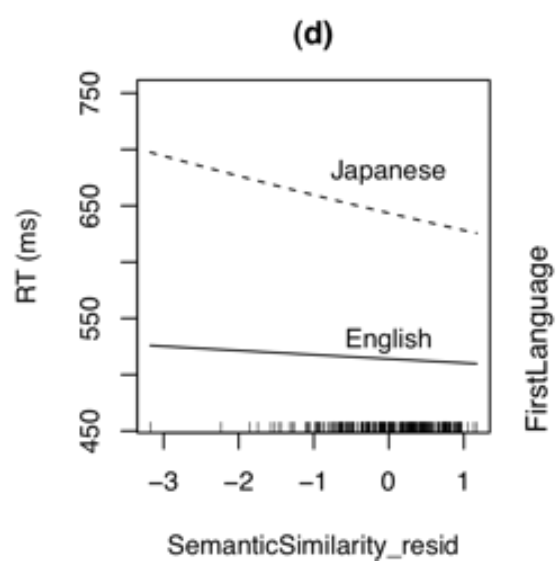 (d)
RT (ms)
750
650
550
450
Japanese
English
FirstLanguage
−3 −2 −1 0 1
SemanticSimilarity_resid